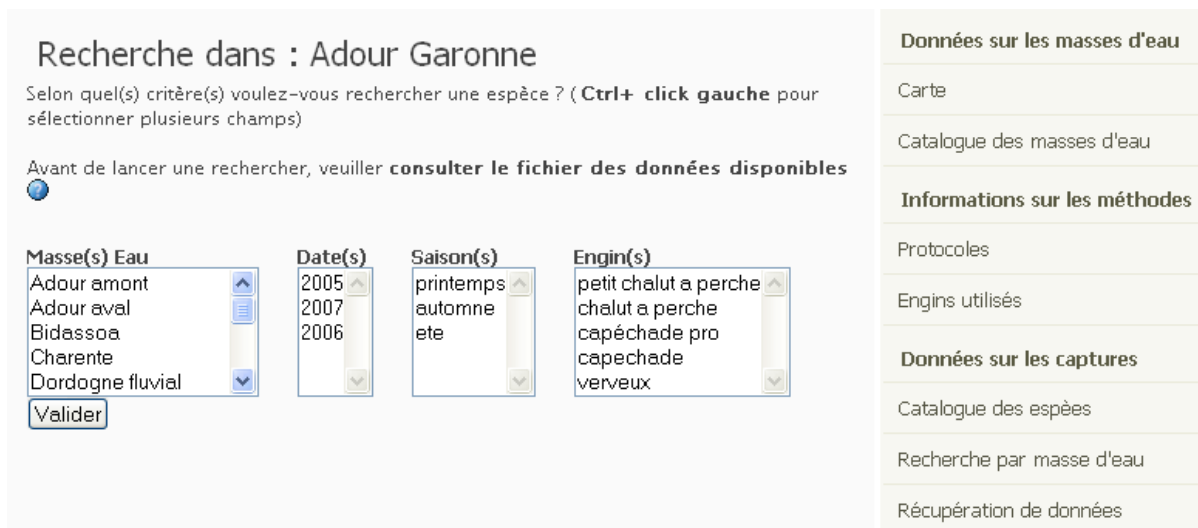 Recherche dans : Adour Garonne
Selon quel(s) critère(s) voulez-vous rechercher une espèce ? ( Ctrl+ click gauche pour
sélectionner plusieurs champs)
Avant de lancer une rechercher, veuiller consulter le fichier des données disponibles
Masse(s) Eau
Adour amont
Adour aval
Bidassoa
Charente
Dordogne fluvial
Date(s)
2005
2007
2006
Saison(s)
printemps
automne
ete
Engin(s)
petit chalut a perche
chalut a perche
capéchade pro
capechade
verveux
Valider
Données sur les masses d'eau
Carte
Catalogue des masses d'eau
Informations sur les méthodes
Protocoles
Engins utilisés
Données sur les captures
Catalogue des espèes
Recherche par masse d'eau
Récupération de données